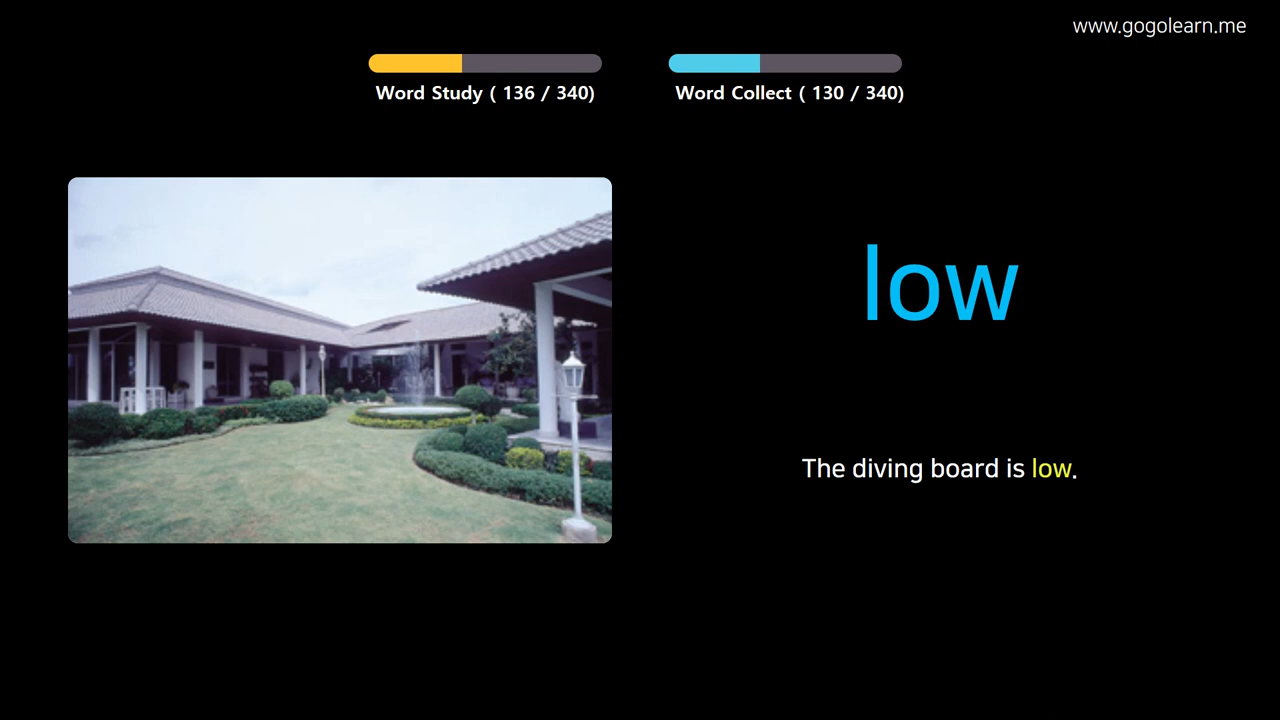 www.gogolearn.me
Word Study ( 136 / 340)
Word Collect ( 130 / 340)
low
The diving board is low.